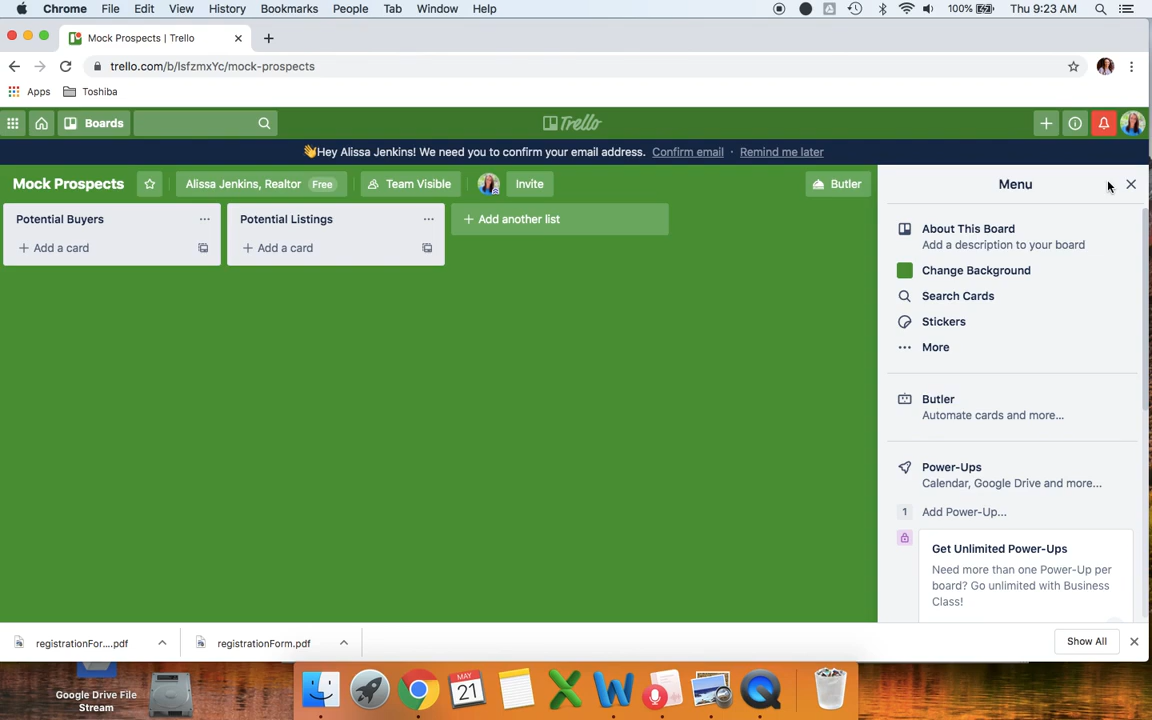 Chrome File Edit View History Bookmarks People Tab Window Help 100% Thu 9:23 AM
Mock Prospects | Trello
trello.com/b/lsfzmxYc/mock-prospects
Apps Toshiba
Boards Trello
👋Hey Alissa Jenkins! We need you to confirm your email address. Confirm email · Remind me later
Mock Prospects Alissa Jenkins, Realtor Free Team Visible Invite Butler Menu
Potential Buyers ... Potential Listings ... + Add another list
+ Add a card + Add a card
About This Board
Add a description to your board
Change Background
Search Cards
Stickers
More
Butler
Automate cards and more...
Power-Ups
Calendar, Google Drive and more...
1 Add Power-Up...
Get Unlimited Power-Ups
Need more than one Power-Up per
board? Go unlimited with Business
Class!
registrationFor....pdf registrationForm.pdf Show All
MAY
21
Google Drive File
Stream